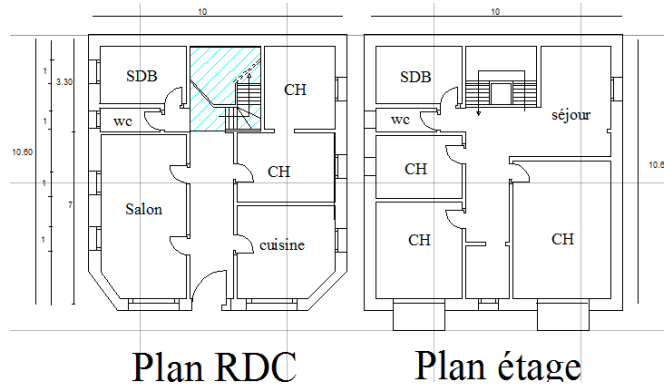 10
10
1
3.30
1
10.60
1
7
1
SDB
CH
wc
Salon
CH
cuisine
SDB
wc
séjour
CH
CH
CH
10.6
Plan RDC
Plan étage